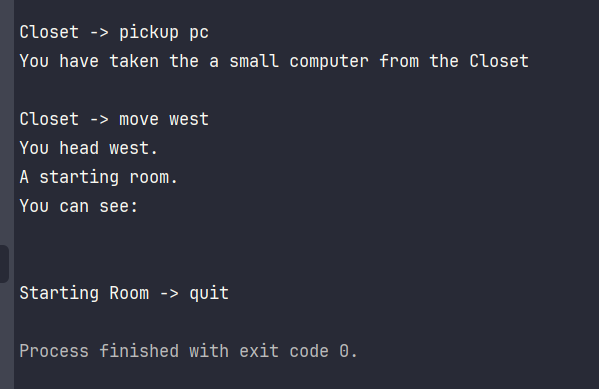 Closet -> pickup pc
You have taken the a small computer from the Closet
Closet -> move west
You head west.
A starting room.
You can see:
Starting Room -> quit
Process finished with exit code 0.